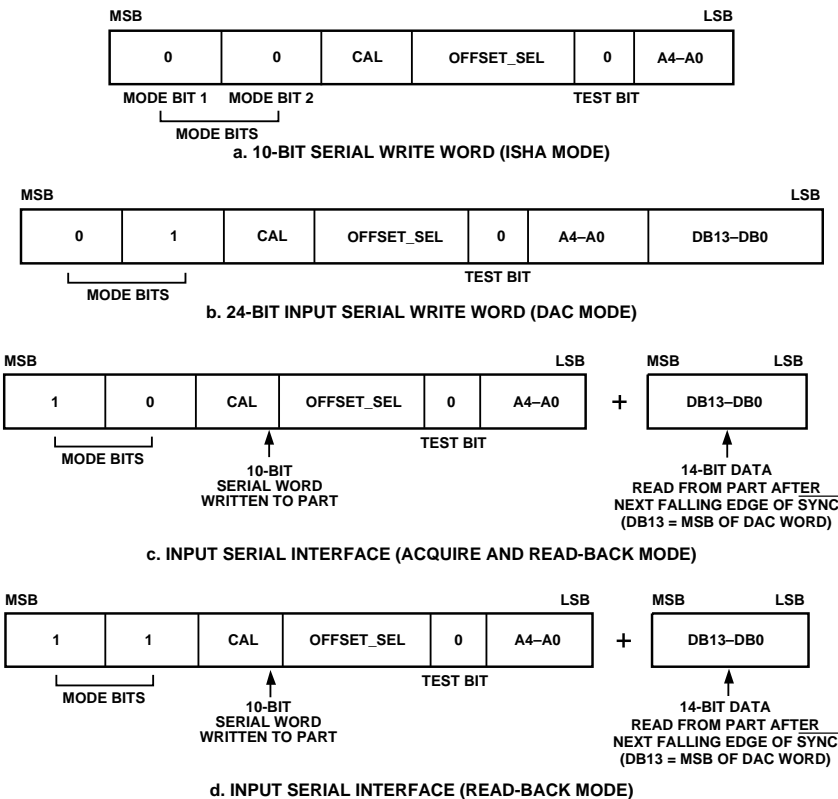 MSB LSB
0 0 CAL OFFSET_SEL 0 A4–A0
MODE BIT 1 MODE BIT 2 TEST BIT
MODE BITS
a. 10-BIT SERIAL WRITE WORD (ISHA MODE)
MSB LSB
0 1 CAL OFFSET_SEL 0 A4–A0 DB13–DB0
MODE BITS TEST BIT
b. 24-BIT INPUT SERIAL WRITE WORD (DAC MODE)
MSB LSB MSB LSB
1 0 CAL OFFSET_SEL 0 A4–A0 + DB13–DB0
MODE BITS TEST BIT
10-BIT
SERIAL WORD
WRITTEN TO PART
14-BIT DATA
READ FROM PART AFTER
NEXT FALLING EDGE OF SYNC
(DB13 = MSB OF DAC WORD)
c. INPUT SERIAL INTERFACE (ACQUIRE AND READ-BACK MODE)
MSB LSB MSB LSB
1 1 CAL OFFSET_SEL 0 A4–A0 + DB13–DB0
MODE BITS TEST BIT
10-BIT
SERIAL WORD
WRITTEN TO PART
14-BIT DATA
READ FROM PART AFTER
NEXT FALLING EDGE OF SYNC
(DB13 = MSB OF DAC WORD)
d. INPUT SERIAL INTERFACE (READ-BACK MODE)